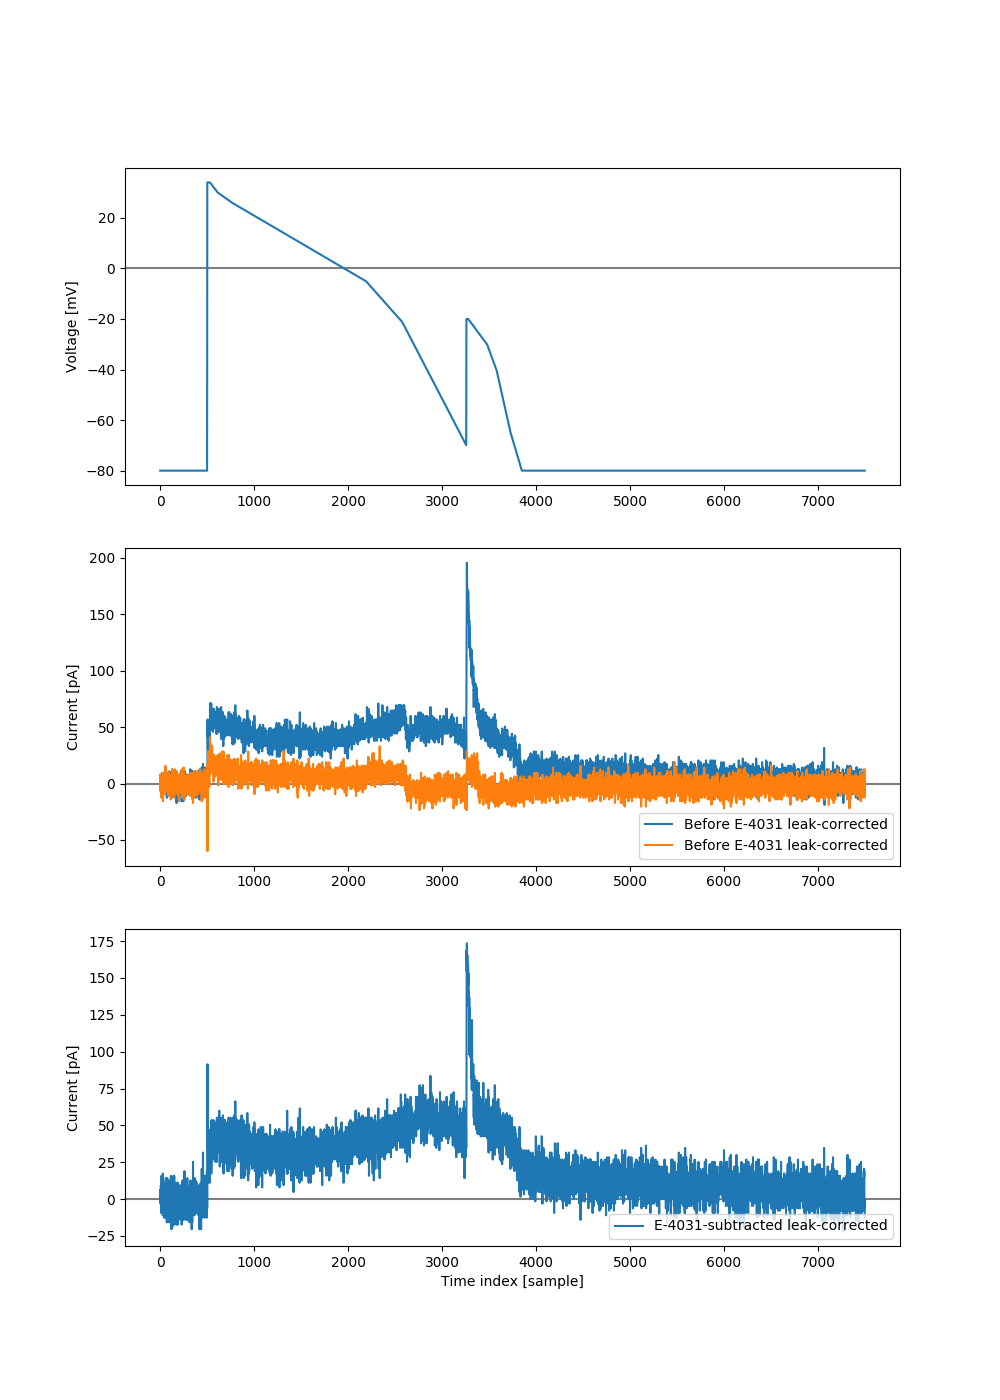 20
0
−20
−40
−60
−80
Voltage [mV]
0 1000 2000 3000 4000 5000 6000 7000
200
150
100
50
0
−50
Current [pA]
Before E-4031 leak-corrected
Before E-4031 leak-corrected
0 1000 2000 3000 4000 5000 6000 7000
175
150
125
100
75
50
25
0
−25
Current [pA]
E-4031-subtracted leak-corrected
0 1000 2000 3000 4000 5000 6000 7000
Time index [sample]